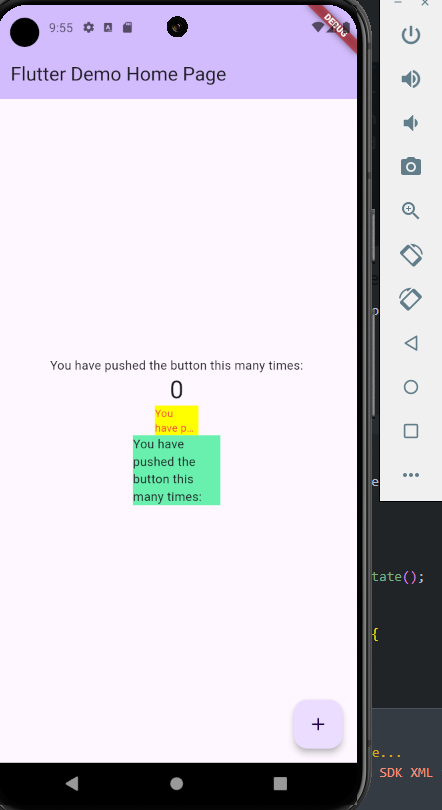 9:55
DEBUG
Flutter Demo Home Page
You have pushed the button this many times:
0
You
have p...
You have
pushed the
button this
many times:
tate();
{
e...
SDK XML